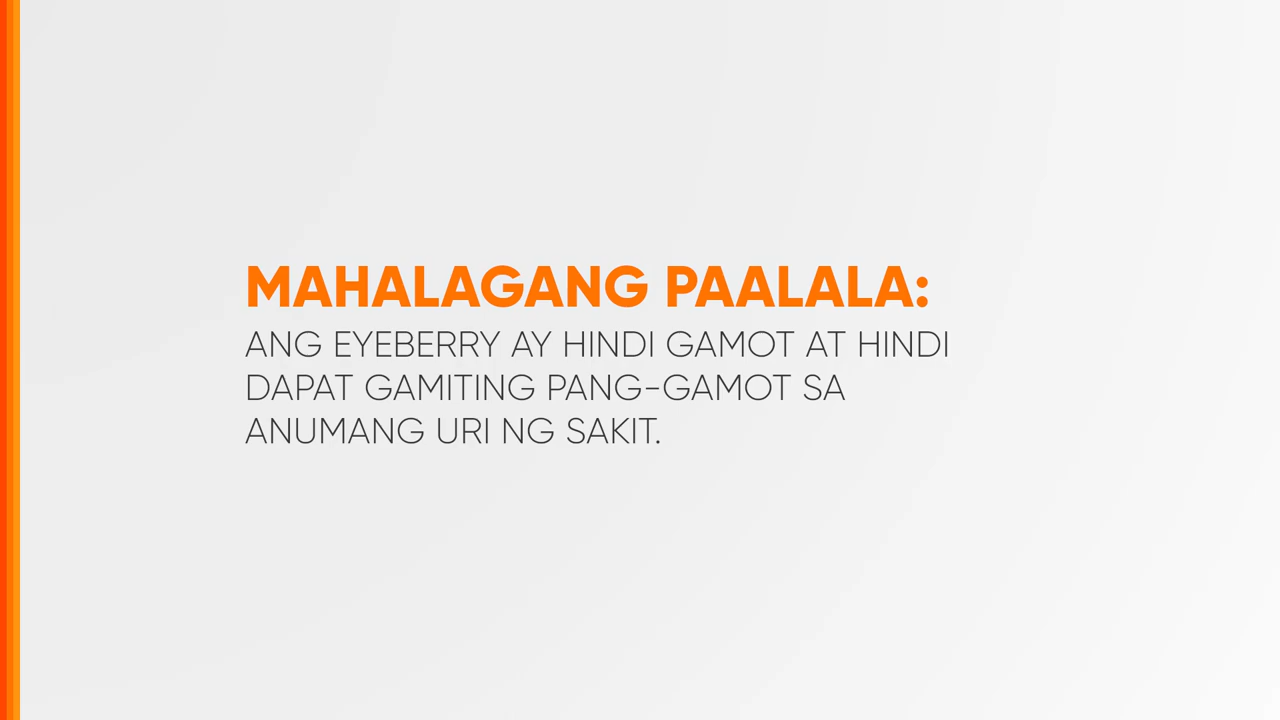 MAHALAGANG PAALALA:
ANG EYEBERRY AY HINDI GAMOT AT HINDI
DAPAT GAMITING PANG-GAMOT SA
ANUMANG URI NG SAKIT.